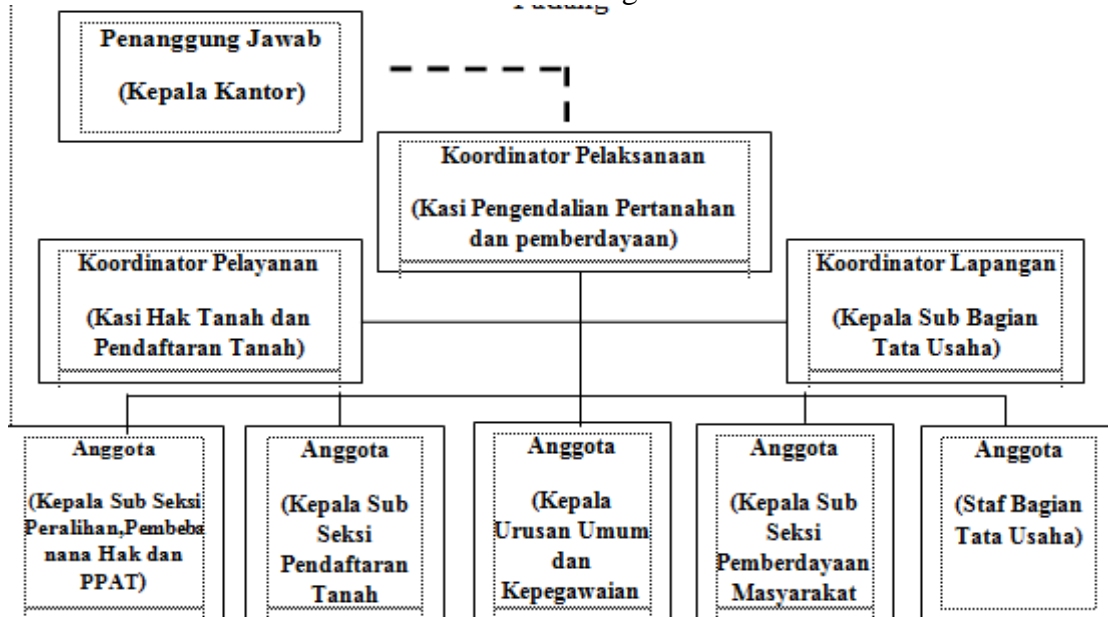 Padang
Penanggung Jawab
(Kepala Kantor)
Koordinator Pelaksanaan
(Kasi Pengendalian Pertanahan
dan pemberdayaan)
Koordinator Pelayanan
(Kasi Hak Tanah dan
Pendaftaran Tanah)
Koordinator Lapangan
(Kepala Sub Bagian
Tata Usaha)
Anggota
(Kepala Sub Seksi
Peralihan,Pembeba
nana Hak dan
PPAT)
Anggota
(Kepala Sub
Seksi
Pendaftaran
Tanah
Anggota
(Kepala
Urusan Umum
dan
Kepegawaian
Anggota
(Kepala Sub
Seksi
Pemberdayaan
Masyarakat
Anggota
(Staf Bagian
Tata Usaha)